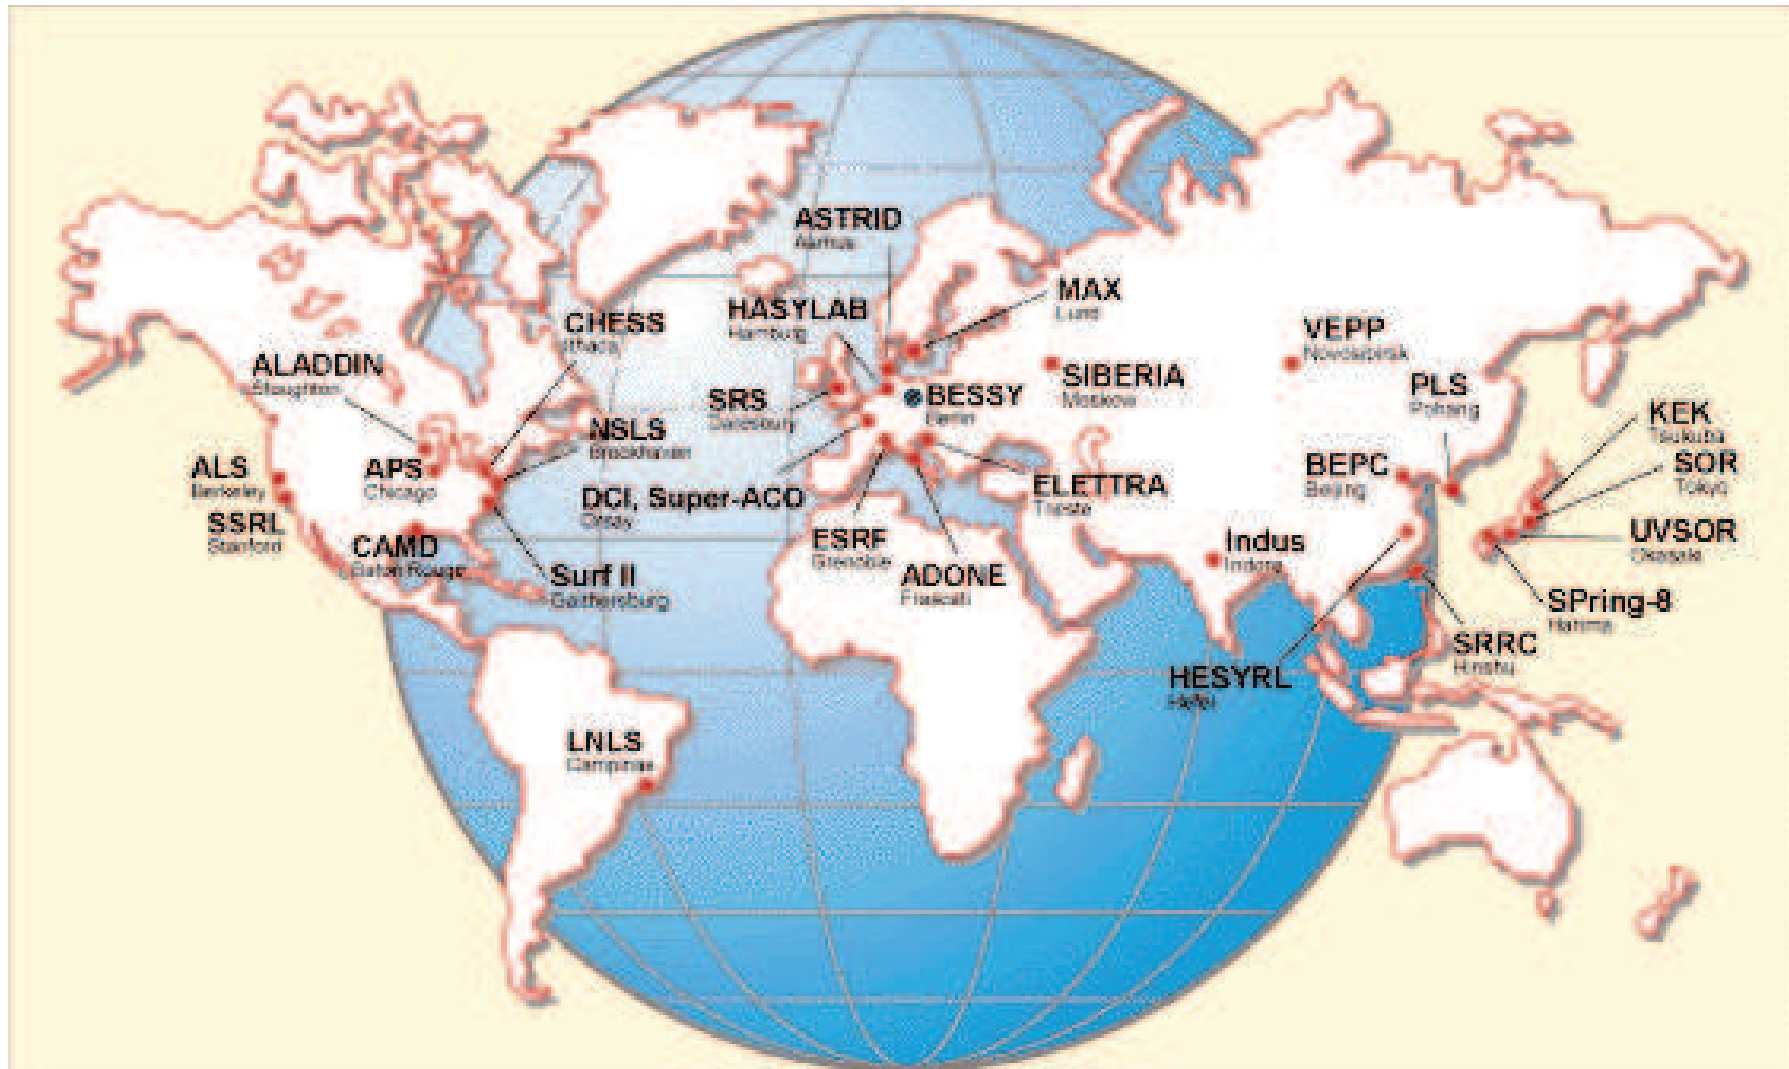 ASTRID
Aarhus
MAX
Lund
HASYLAB
Hamburg
CHESS
Ithaca
VEPP
Novosibirsk
ALADDIN
Stoughton
SIBERIA
Moscow
PLS
Pohang
BESSY
Berlin
SRS
Daresbury
KEK
Tsukuba
NSLS
Brookhaven
ALS
Berkeley
APS
Chicago
BEPC
Beijing
SOR
Tokyo
ELETTRA
Trieste
DCI, Super-ACO
Orsay
SSRL
Stanford
CAMD
Baton Rouge
ESRF
Grenoble
Indus
Indore
UVSOR
Okasaki
Surf II
Gaithersburg
ADONE
Frascati
SPring-8
Harima
SRRC
Hinshu
HESYRL
Hefei
LNLS
Campinas